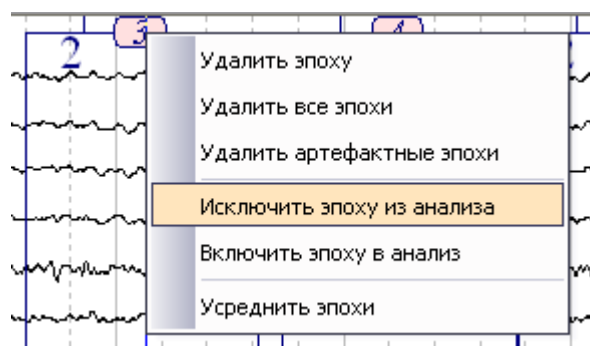 2
3
4
Удалить эпоху
Удалить все эпохи
Удалить артефактные эпохи
Исключить эпоху из анализа
Включить эпоху в анализ
Усреднить эпохи